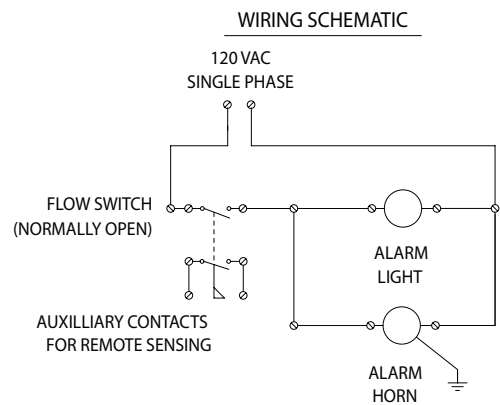 WIRING SCHEMATIC
120 VAC
SINGLE PHASE
FLOW SWITCH
(NORMALLY OPEN)
ALARM
LIGHT
AUXILLIARY CONTACTS
FOR REMOTE SENSING
ALARM
HORN